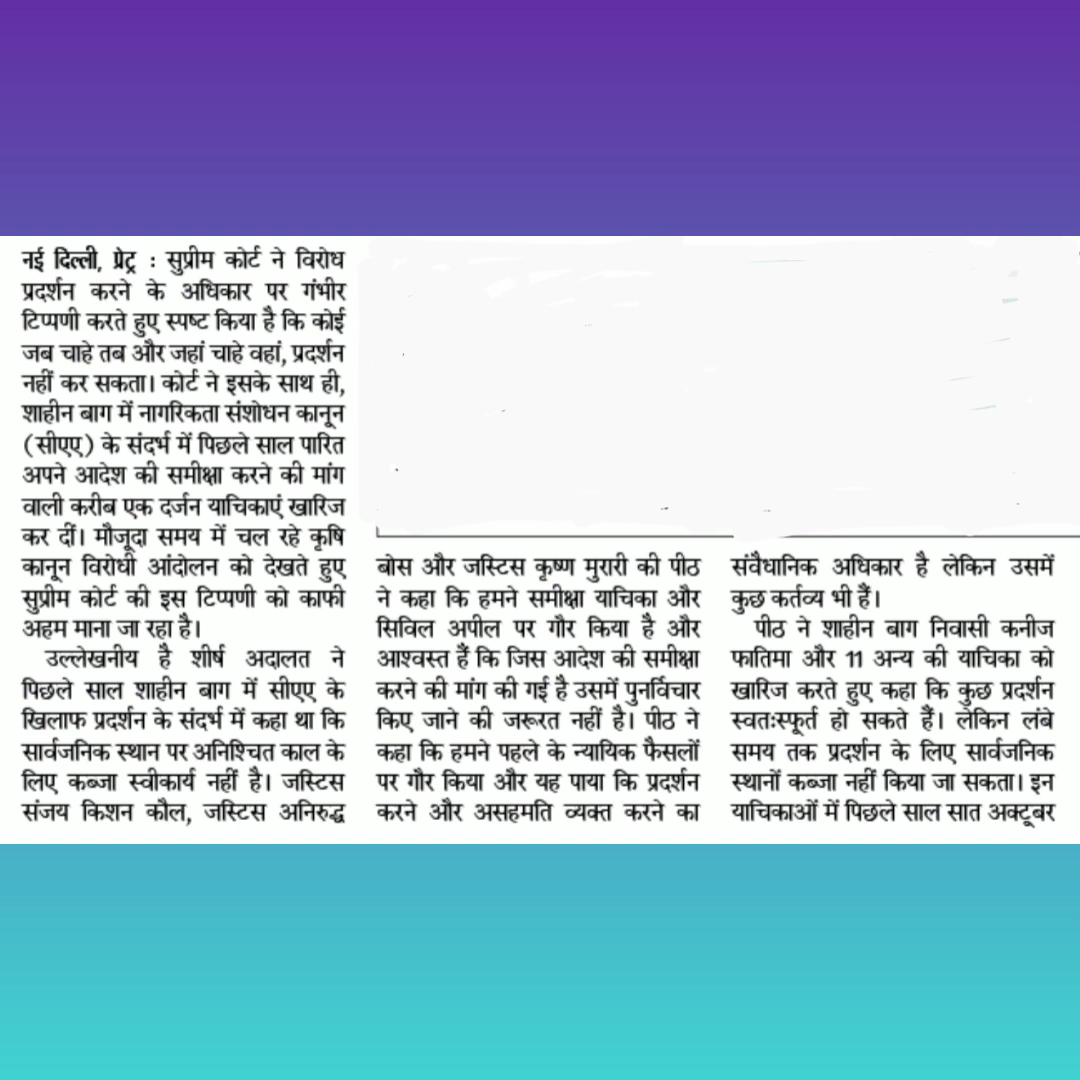 नई दिल्ली, प्रेट्र : सुप्रीम कोर्ट ने विरोध
प्रदर्शन करने के अधिकार पर गंभीर
टिप्पणी करते हुए स्पष्ट किया है कि कोई
जब चाहे तब और जहां चाहे वहां, प्रदर्शन
नहीं कर सकता। कोर्ट ने इसके साथ ही,
शाहीन बाग में नागरिकता संशोधन कानून
(सीएए) के संदर्भ में पिछले साल पारित
अपने आदेश की समीक्षा करने की मांग
वाली करीब एक दर्जन याचिकाएं खारिज
कर दीं। मौजूदा समय में चल रहे कृषि
कानून विरोधी आंदोलन को देखते हुए
सुप्रीम कोर्ट की इस टिप्पणी को काफी
अहम माना जा रहा है।
उल्लेखनीय है शीर्ष अदालत ने
पिछले साल शाहीन बाग में सीएए के
खिलाफ प्रदर्शन के संदर्भ में कहा था कि
सार्वजनिक स्थान पर अनिश्चित काल के
लिए कब्जा स्वीकार्य नहीं है। जस्टिस
संजय किशन कौल, जस्टिस अनिरुद्ध
बोस और जस्टिस कृष्ण मुरारी की पीठ
ने कहा कि हमने समीक्षा याचिका और
सिविल अपील पर गौर किया है और
आश्वस्त हैं कि जिस आदेश की समीक्षा
करने की मांग की गई है उसमें पुनर्विचार
किए जाने की जरूरत नहीं है। पीठ ने
कहा कि हमने पहले के न्यायिक फैसलों
पर गौर किया और यह पाया कि प्रदर्शन
करने और असहमति व्यक्त करने का
संवैधानिक अधिकार है लेकिन उसमें
कुछ कर्तव्य भी हैं।
पीठ ने शाहीन बाग निवासी कनीज
फातिमा और 11 अन्य की याचिका को
खारिज करते हुए कहा कि कुछ प्रदर्शन
स्वतःस्फूर्त हो सकते हैं। लेकिन लंबे
समय तक प्रदर्शन के लिए सार्वजनिक
स्थानों कब्जा नहीं किया जा सकता। इन
याचिकाओं में पिछले साल सात अक्टूबर